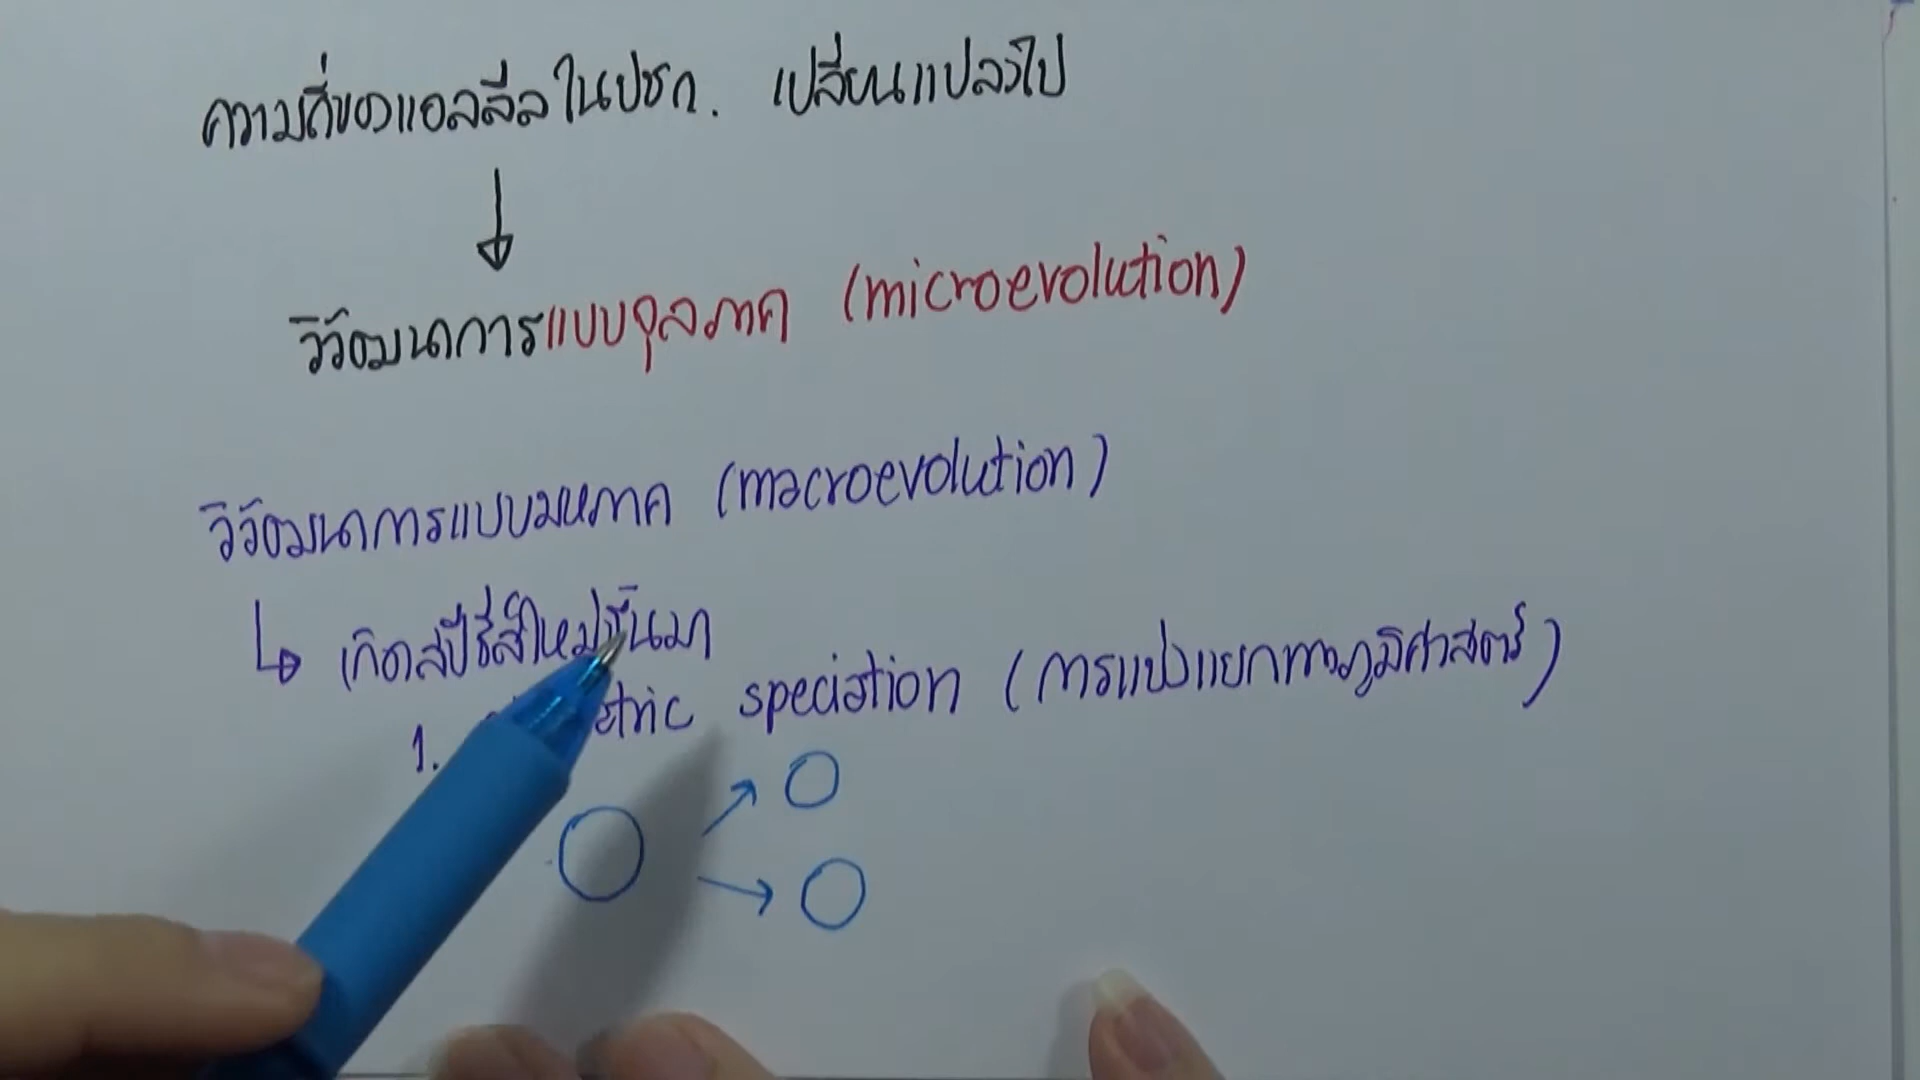 ความถี่ของแอลลีลในปชก. เปลี่ยนแปลงไป
วิวัฒนาการแบบจุลภาค (microevolution)
วิวัฒนาการแบบมหภาค (macroevolution)
↳ เกิดสปีชีส์ใหม่ขึ้นมา
1. etric speciation (การแบ่งแยกทางภูมิศาสตร์)